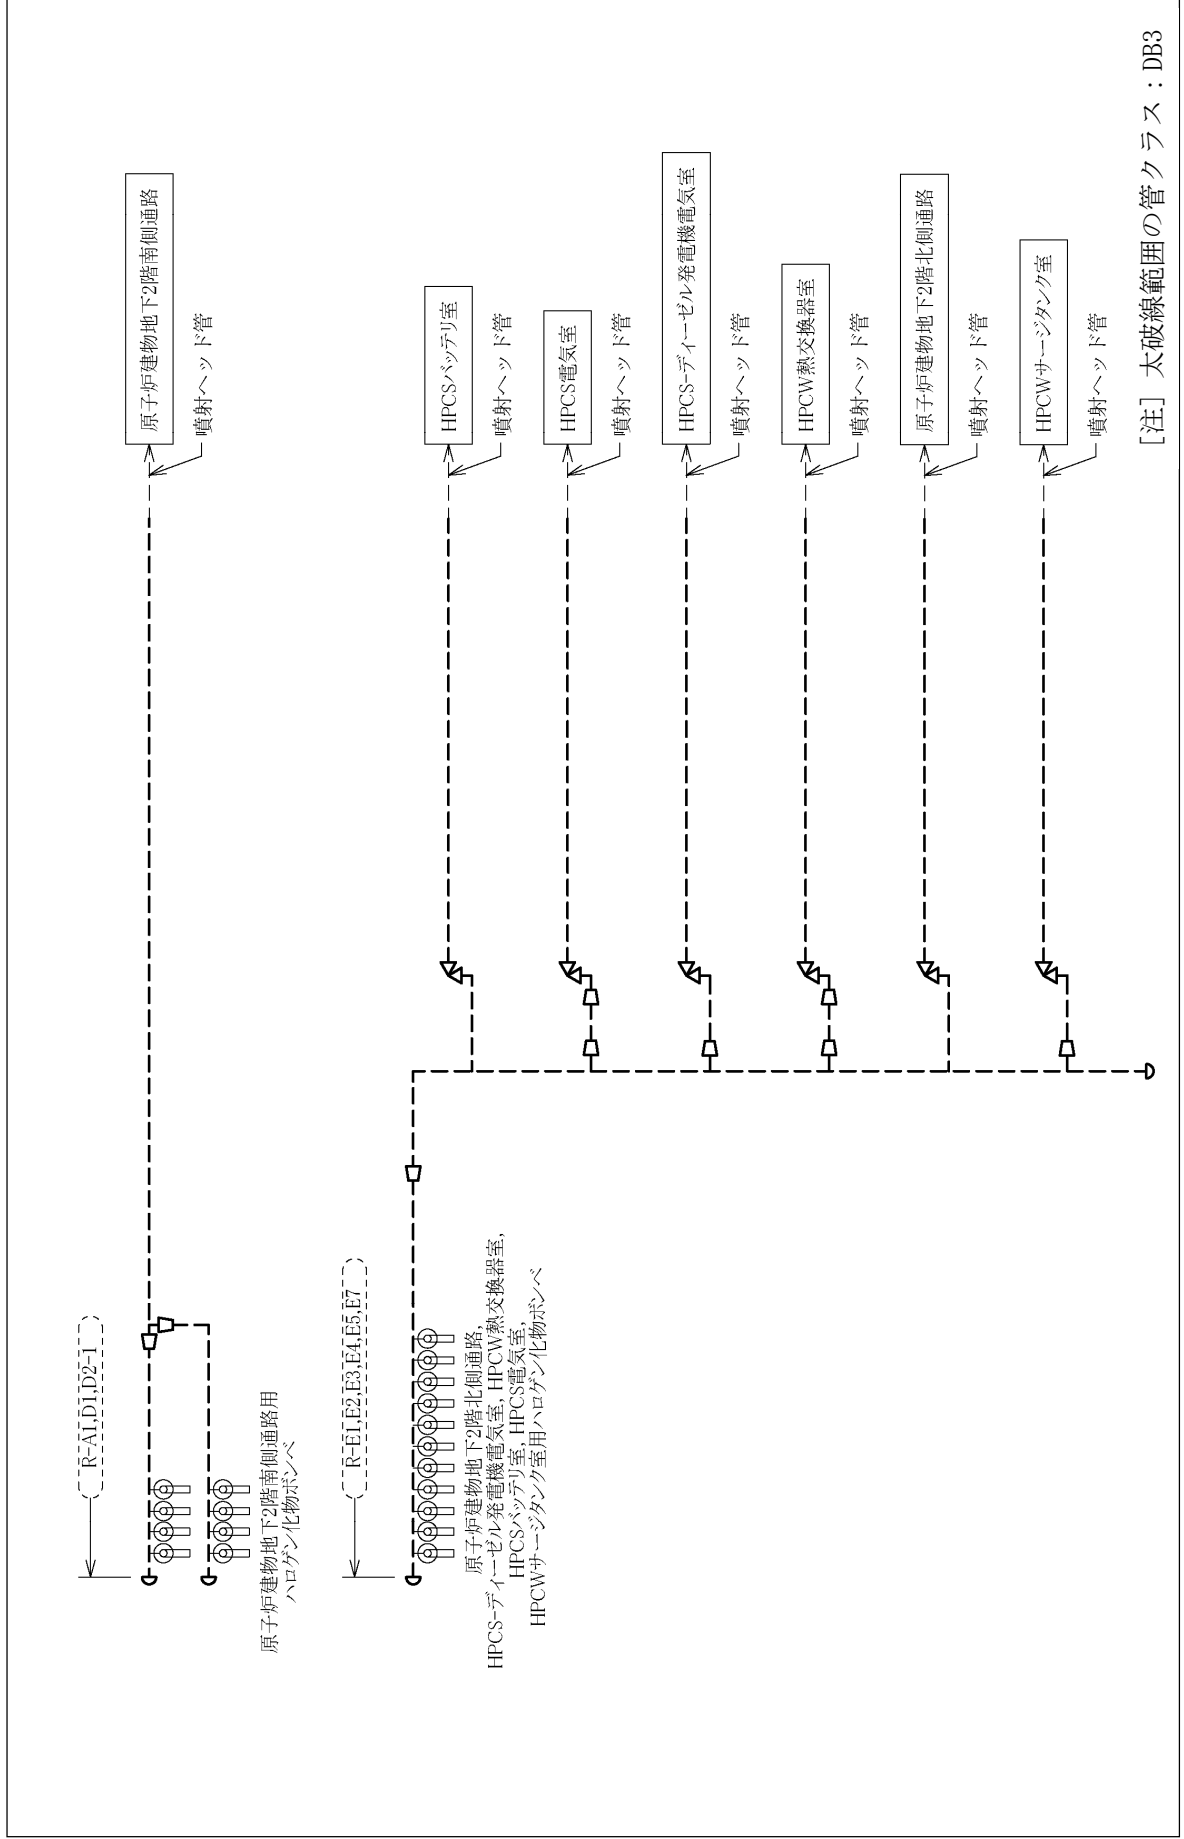 R-A1,D1,D2-1
原子炉建物地下2階南側通路用
ハロゲン化物ボンベ
原子炉建物地下2階南側通路
噴射ヘッド管
R-E1,E2,E3,E4,E5,E7
原子炉建物地下2階北側通路,
HPCS-ディーゼル発電機電気室, HPCW熱交換器室,
HPCSバッテリ室, HPCS電気室,
HPCWサージタンク室用ハロゲン化物ボンベ
HPCSバッテリ室
噴射ヘッド管
HPCS電気室
噴射ヘッド管
HPCS-ディーゼル発電機電気室
噴射ヘッド管
HPCW熱交換器室
噴射ヘッド管
原子炉建物地下2階北側通路
噴射ヘッド管
HPCWサージタンク室
噴射ヘッド管
[注] 太破線範囲の管クラス：DB3